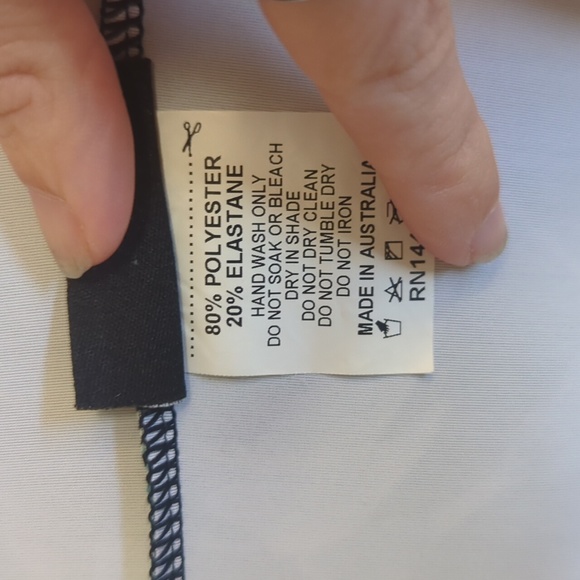 80% POLYESTER
20% ELASTANE
HAND WASH ONLY
DO NOT SOAK OR BLEACH
DRY IN SHADE
DO NOT DRY CLEAN
DO NOT TUMBLE DRY
DO NOT IRON
MADE IN AUSTRALIA